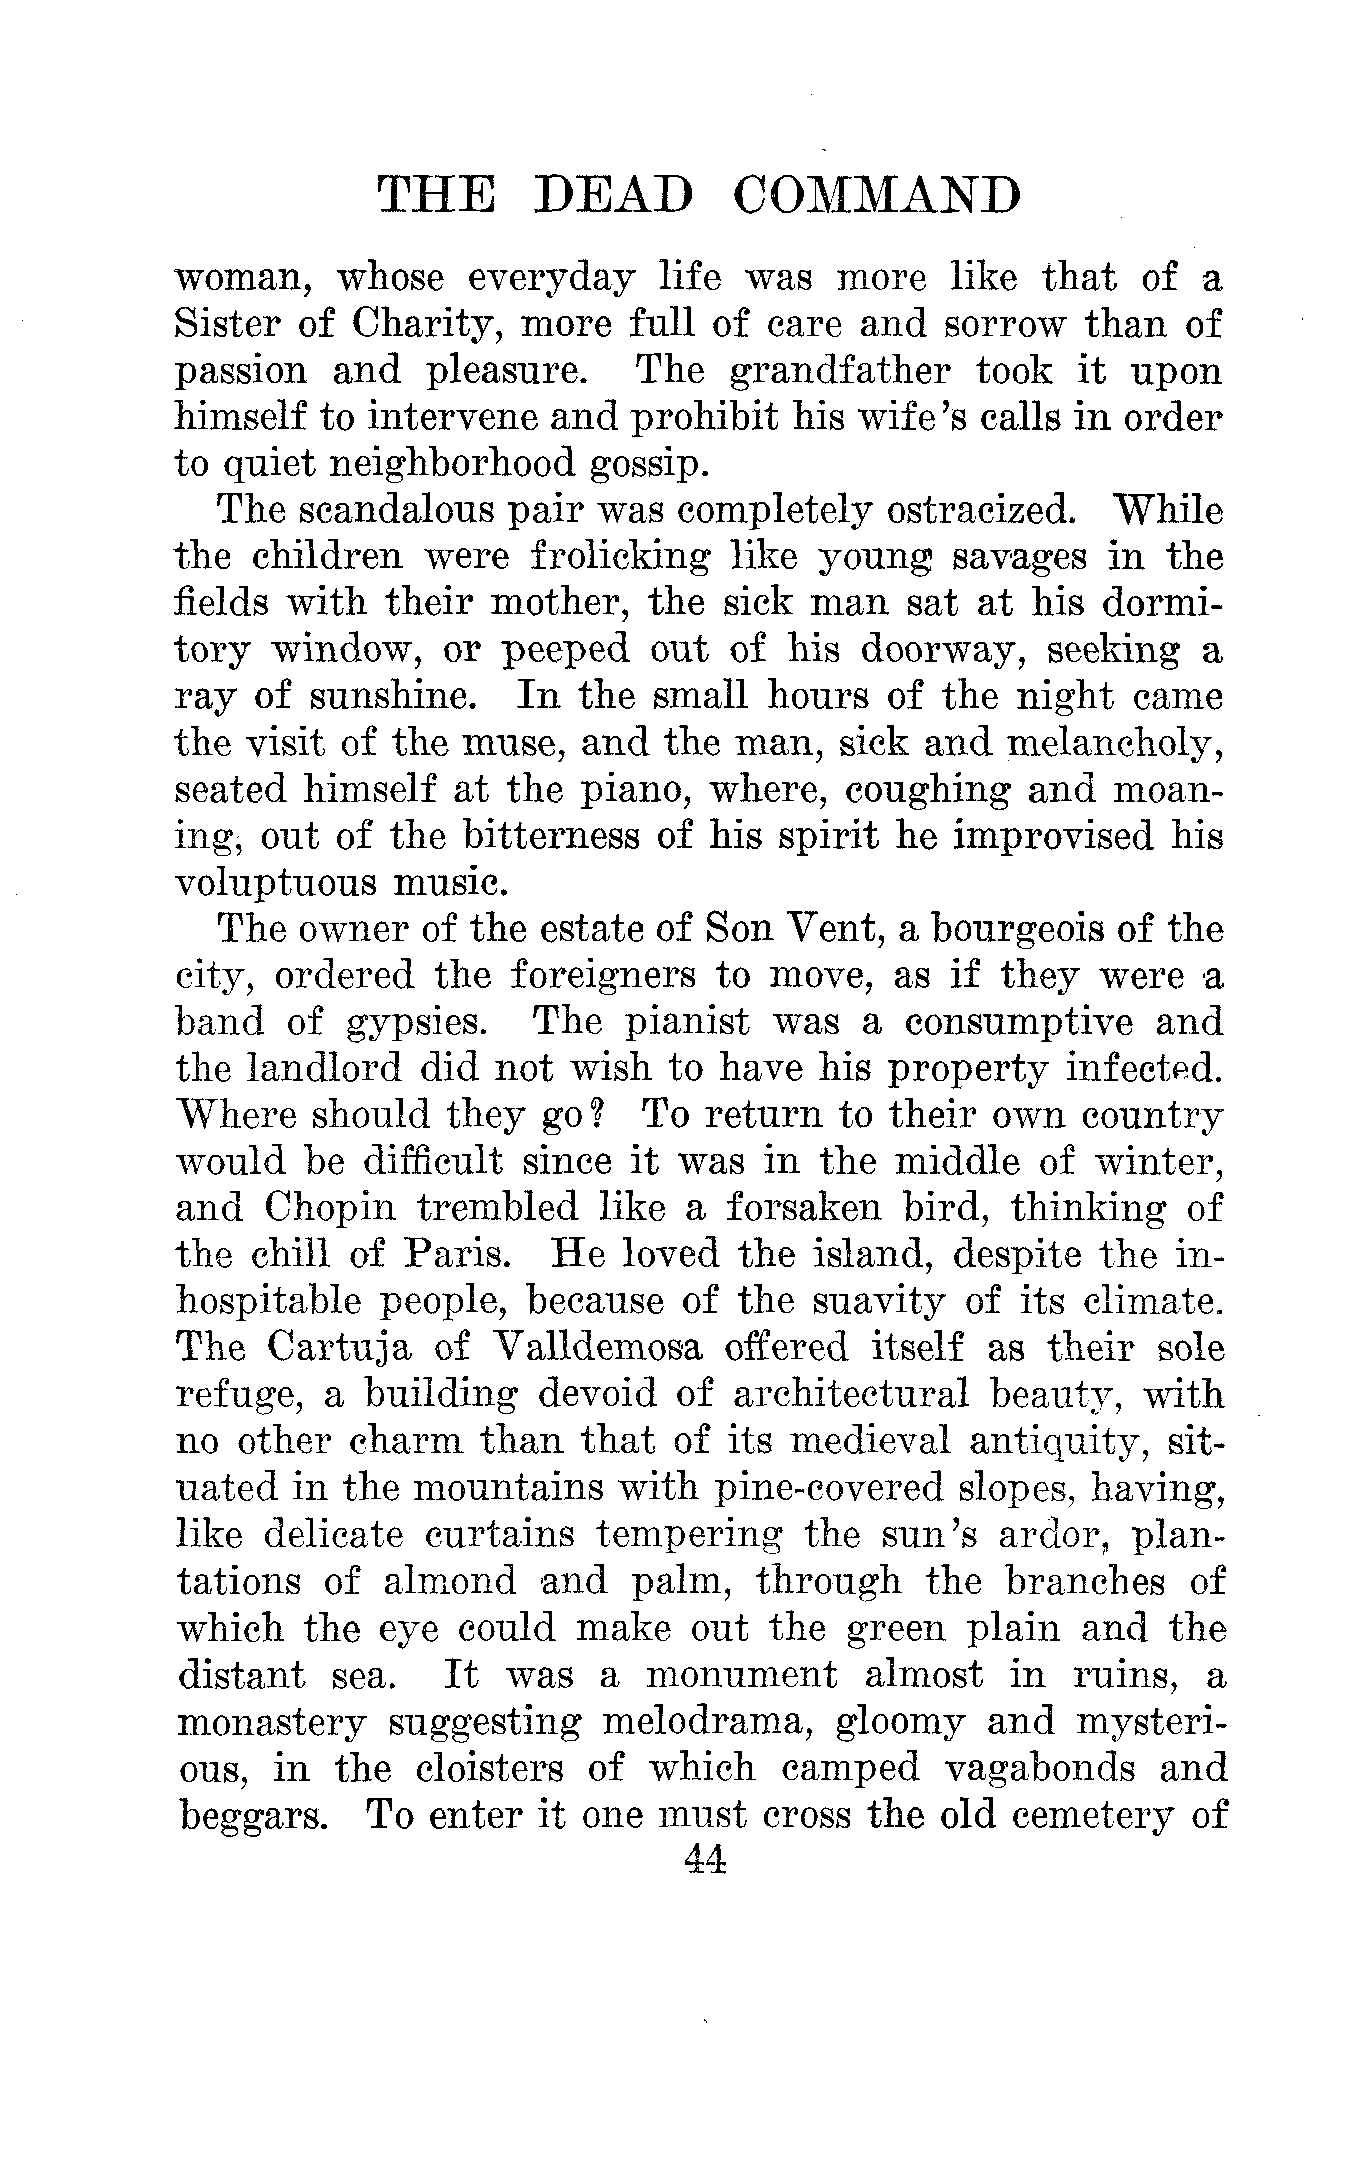 THE DEAD COMMAND
woman, whose everyday life was more like that of a
Sister of Charity, more full of care and sorrow than of
passion and pleasure. The grandfather took it upon
himself to intervene and prohibit his wife's calls in order
to quiet neighborhood gossip.
The scandalous pair was completely ostracized. While
the children were frolicking like young savages in the
fields with their mother, the sick man sat at his dormi-
tory window, or peeped out of his doorway, seeking a
ray of sunshine. In the small hours of the night came
the visit of the muse, and the man, sick and melancholy,
seated himself at the piano, where, coughing and moan-
ing, out of the bitterness of his spirit he improvised his
voluptuous music.
The owner of the estate of Son Vent, a bourgeois of the
city, ordered the foreigners to move, as if they were a
band of gypsies. The pianist was a consumptive and
the landlord did not wish to have his property infected.
Where should they go? To return to their own country
would be difficult since it was in the middle of winter,
and Chopin trembled like a forsaken bird, thinking of
the chill of Paris. He loved the island, despite the in-
hospitable people, because of the suavity of its climate.
The Cartuja of Valldemosa offered itself as their sole
refuge, a building devoid of architectural beauty, with
no other charm than that of its medieval antiquity, sit-
uated in the mountains with pine-covered slopes, having,
like delicate curtains tempering the sun's ardor, plan-
tations of almond and palm, through the branches of
which the eye could make out the green plain and the
distant sea. It was a monument almost in ruins, a
monastery suggesting melodrama, gloomy and mysteri-
ous, in the cloisters of which camped vagabonds and
beggars. To enter it one must cross the old cemetery of
44